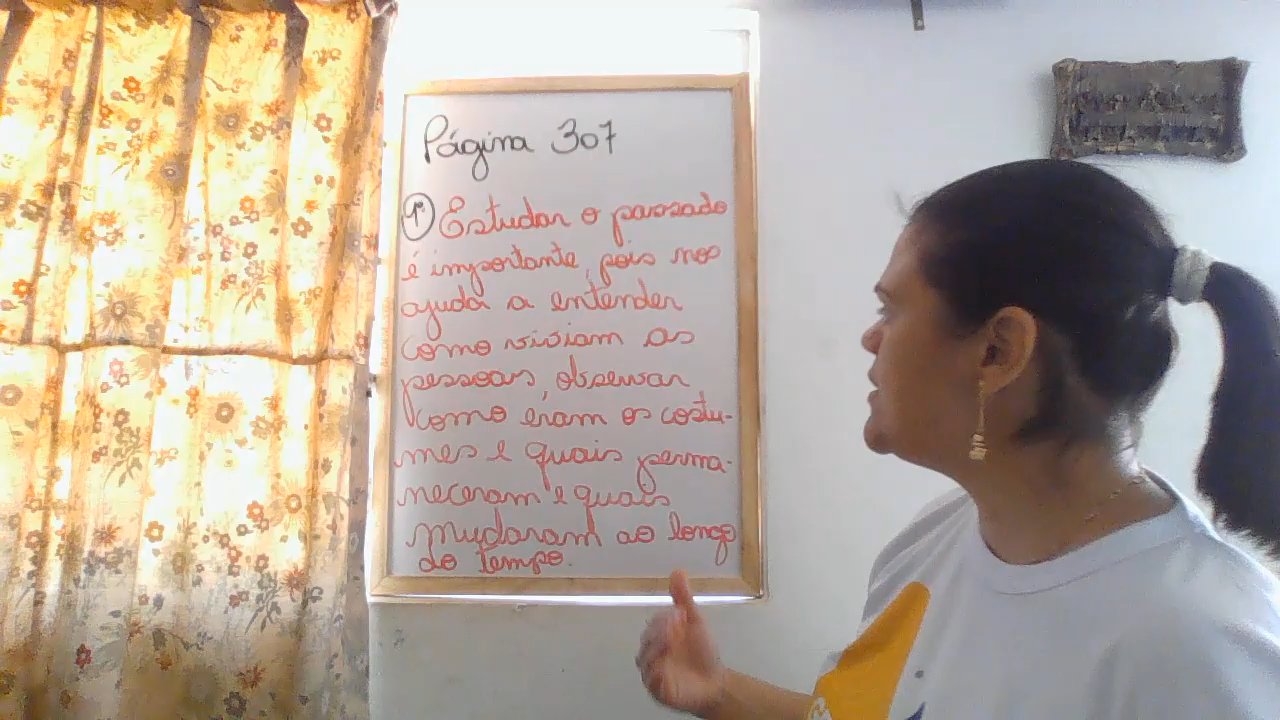 Página 307
1º Estudar o passado
é importante, pois nos
ajuda a entender
como viviam as
pessoas, observar
como eram os costu-
mes e quais perma-
neceram e quais
mudaram ao longo
do tempo.